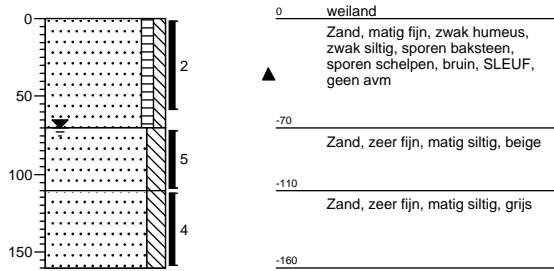 0
50
100
150
2
5
4
0 weiland
Zand, matig fijn, zwak humeus,
zwak siltig, sporen baksteen,
sporen schelpen, bruin, SLEUF,
geen avm
-70
Zand, zeer fijn, matig siltig, beige
-110
Zand, zeer fijn, matig siltig, grijs
-160